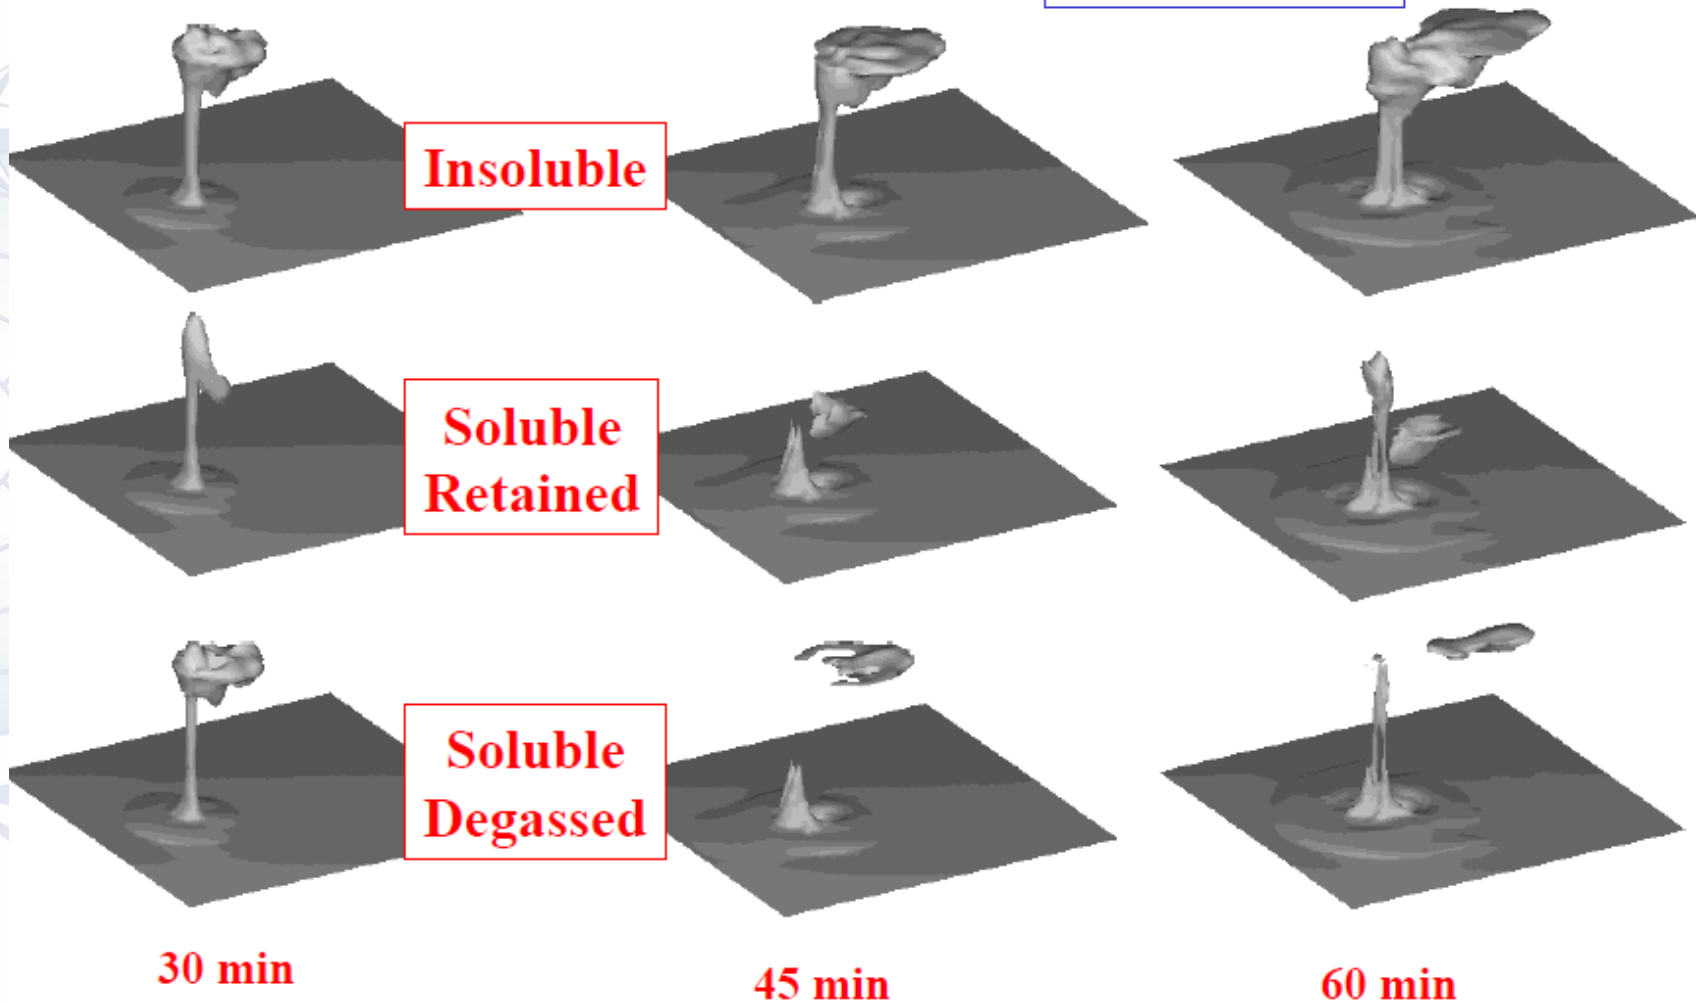 Insoluble
Soluble
Retained
Soluble
Degassed
30 min
45 min
60 min